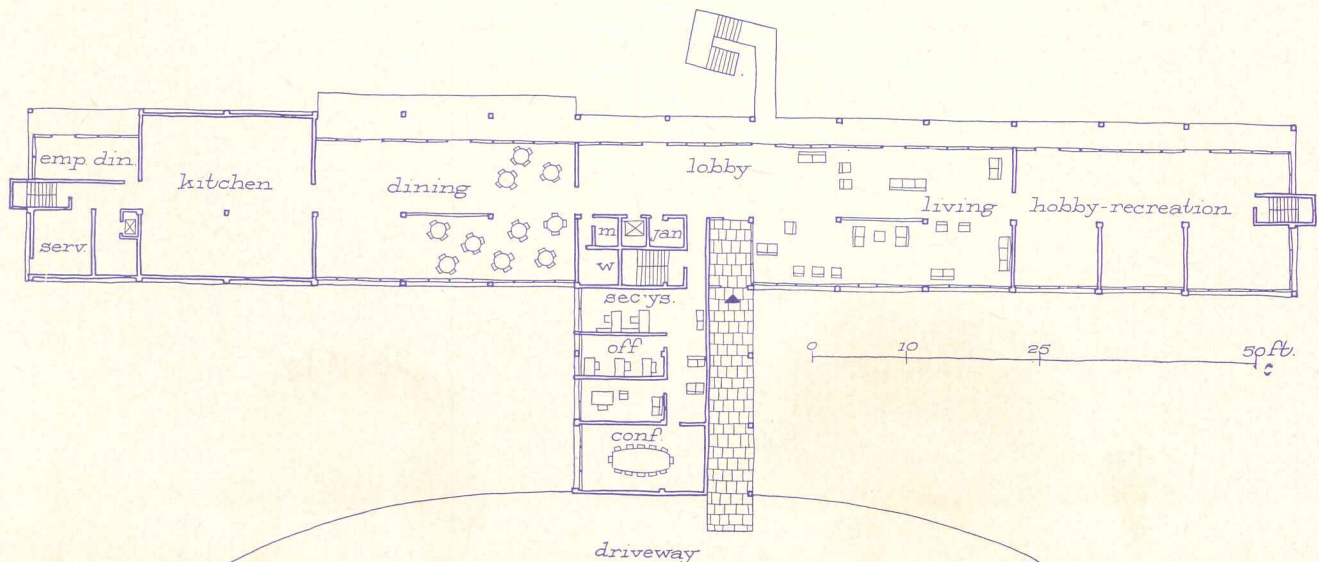 emp. din.
kitchen
dining
lobby
living
hobby-recreation
serv.
m
jan
w
sec'ys.
off
conf.
0 10 25 50 ft.
driveway